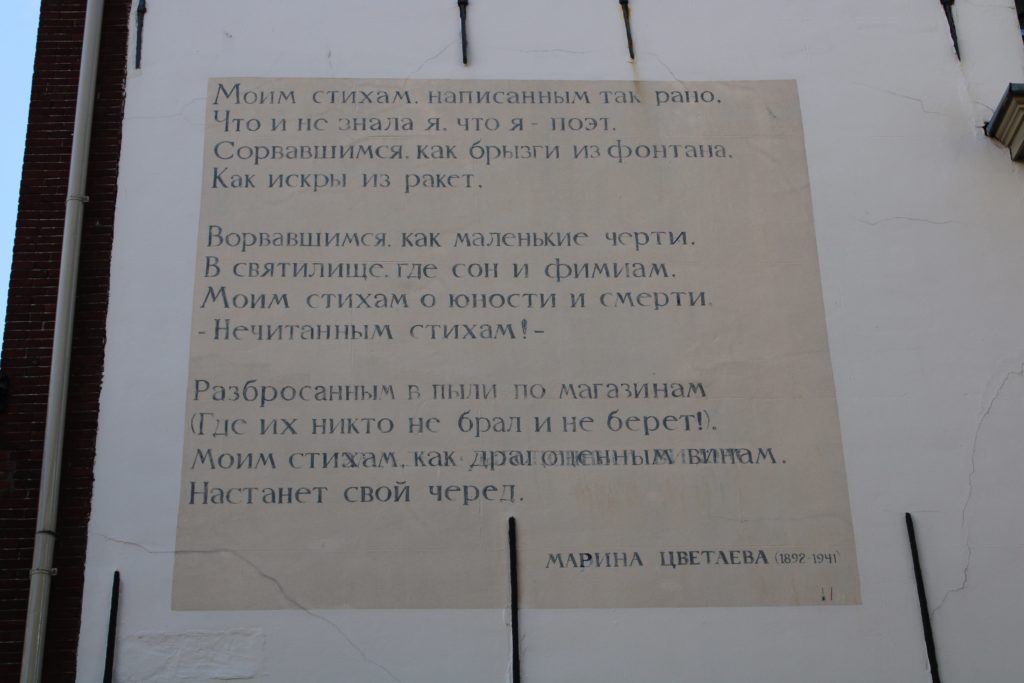 Моим стихам, написанным так рано,
Что и не знала я, что я - поэт,
Сорвавшимся, как брызги из фонтана,
Как искры из ракет,
Ворвавшимся, как маленькие черти,
В святилище, где сон и фимиам,
Моим стихам о юности и смерти,
- Нечитанным стихам! -
Разбросанным в пыли по магазинам
(Где их никто не брал и не берет!),
Моим стихам, как драгоценным винам,
Настанет свой черед.
МАРИНА ЦВЕТАЕВА (1892-1941)